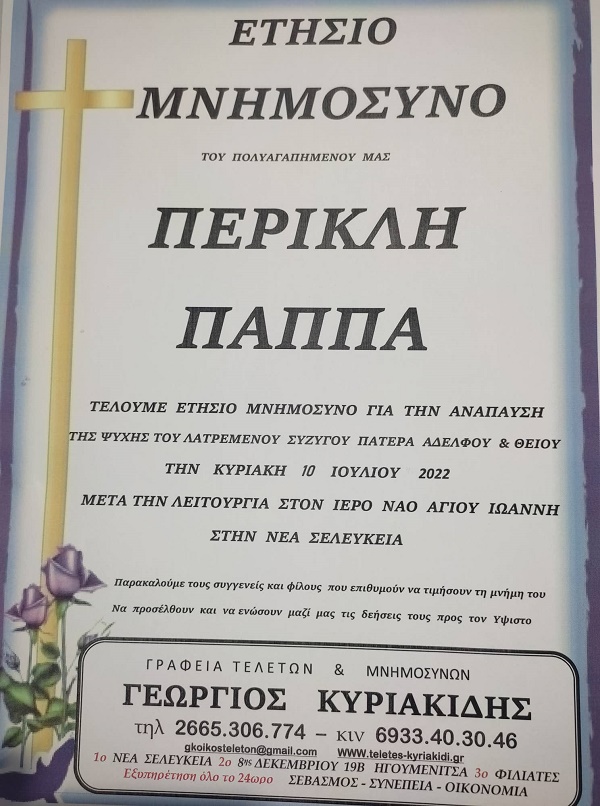 ΕΤΗΣΙΟ
ΜΝΗΜΟΣΥΝΟ
ΤΟΥ ΠΟΛΥΑΓΑΠΗΜΕΝΟΥ ΜΑΣ
ΠΕΡΙΚΛΗ
ΠΑΠΠΑ
ΤΕΛΟΥΜΕ ΕΤΗΣΙΟ ΜΝΗΜΟΣΥΝΟ ΓΙΑ ΤΗΝ ΑΝΑΠΑΥΣΗ
ΤΗΣ ΨΥΧΗΣ ΤΟΥ ΛΑΤΡΕΜΕΝΟΥ ΣΥΖΥΓΟΥ ΠΑΤΕΡΑ ΑΔΕΛΦΟΥ & ΘΕΙΟΥ
ΤΗΝ ΚΥΡΙΑΚΗ 10 ΙΟΥΛΙΟΥ 2022
ΜΕΤΑ ΤΗΝ ΛΕΙΤΟΥΡΓΙΑ ΣΤΟΝ ΙΕΡΟ ΝΑΟ ΑΓΙΟΥ ΙΩΑΝΝΗ
ΣΤΗΝ ΝΕΑ ΣΕΛΕΥΚΕΙΑ
Παρακαλούμε τους συγγενείς και φίλους που επιθυμούν να τιμήσουν τη μνήμη του
Να προσέλθουν και να ενώσουν μαζί μας τις δεήσεις τους προς τον Υψιστο
ΓΡΑΦΕΙΑ ΤΕΛΕΤΩΝ & ΜΝΗΜΟΣΥΝΩΝ
ΓΕΩΡΓΙΟΣ ΚΥΡΙΑΚΙΔΗΣ
τηλ 2665.306.774 – κιν 6933.40.30.46
gkoikosteleton@gmail.com www.teletes-kyriakidi.gr
1ο ΝΕΑ ΣΕΛΕΥΚΕΙΑ 2ο 8ης ΔΕΚΕΜΒΡΙΟΥ 19Β ΗΓΟΥΜΕΝΙΤΣΑ 3ο ΦΙΛΙΑΤΕΣ
Εξυπηρέτηση όλο το 24ωρο ΣΕΒΑΣΜΟΣ - ΣΥΝΕΠΕΙΑ - ΟΙΚΟΝΟΜΙΑ